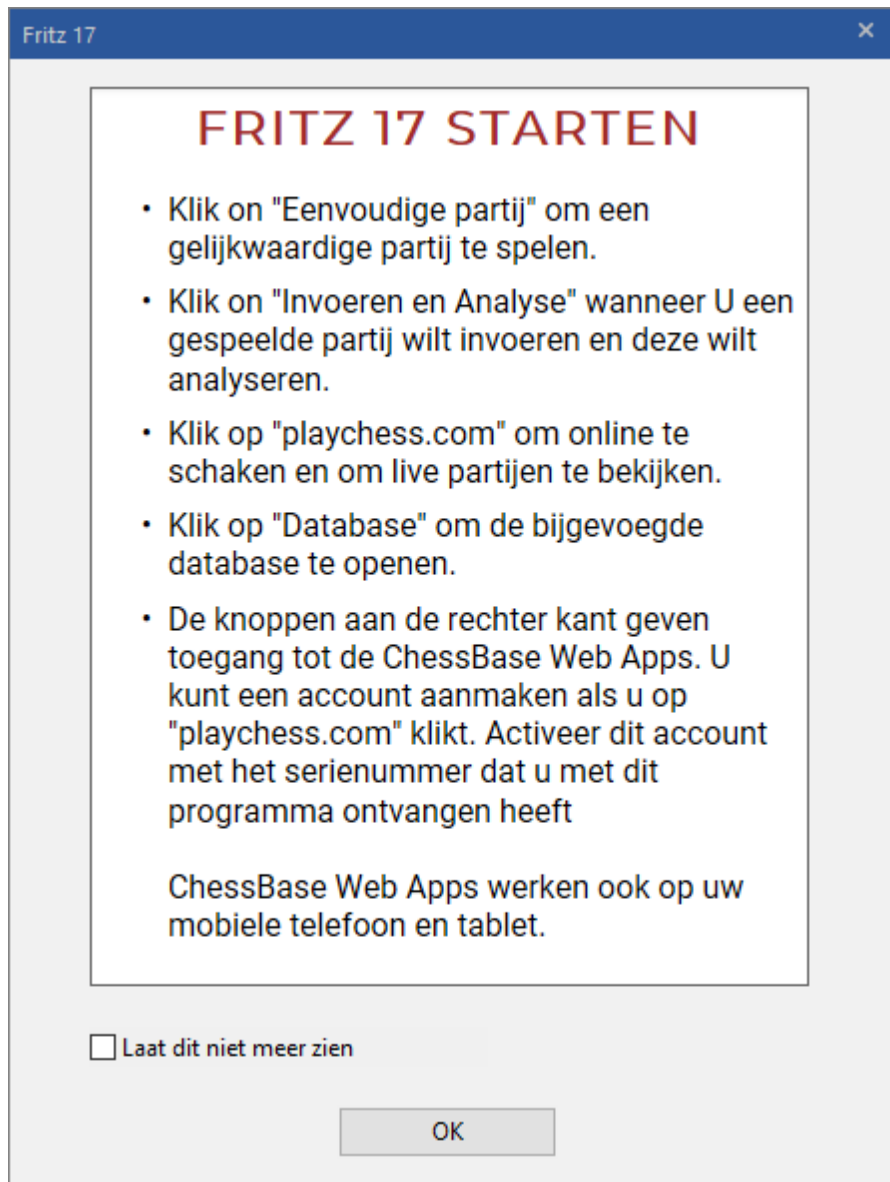 Fritz 17
FRITZ 17 STARTEN
• Klik on "Eenvoudige partij" om een
gelijkwaardige partij te spelen.
• Klik on "Invoeren en Analyse" wanneer U een
gespeelde partij wilt invoeren en deze wilt
analyseren.
• Klik op "playchess.com" om online te
schaken en om live partijen te bekijken.
• Klik op "Database" om de bijgevoegde
database te openen.
• De knoppen aan de rechter kant geven
toegang tot de ChessBase Web Apps. U
kunt een account aanmaken als u op
"playchess.com" klikt. Activeer dit account
met het serienummer dat u met dit
programma ontvangen heeft
ChessBase Web Apps werken ook op uw
mobiele telefoon en tablet.
Laat dit niet meer zien
OK